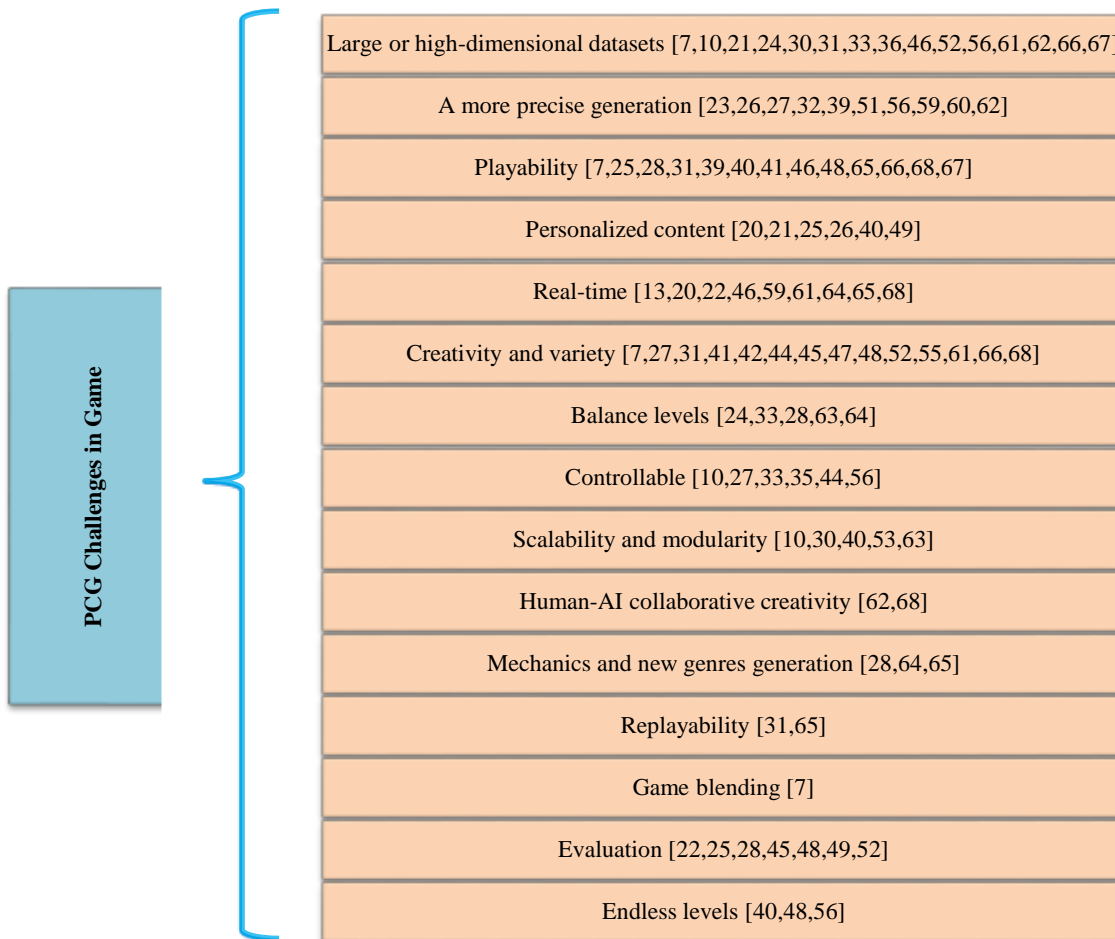 PCG Challenges in Game
Large or high-dimensional datasets [7,10,21,24,30,31,33,36,46,52,56,61,62,66,67]
A more precise generation [23,26,27,32,39,51,56,59,60,62]
Playability [7,25,28,31,39,40,41,46,48,65,66,68,67]
Personalized content [20,21,25,26,40,49]
Real-time [13,20,22,46,59,61,64,65,68]
Creativity and variety [7,27,31,41,42,44,45,47,48,52,55,61,66,68]
Balance levels [24,33,28,63,64]
Controllable [10,27,33,35,44,56]
Scalability and modularity [10,30,40,53,63]
Human-AI collaborative creativity [62,68]
Mechanics and new genres generation [28,64,65]
Replayability [31,65]
Game blending [7]
Evaluation [22,25,28,45,48,49,52]
Endless levels [40,48,56]